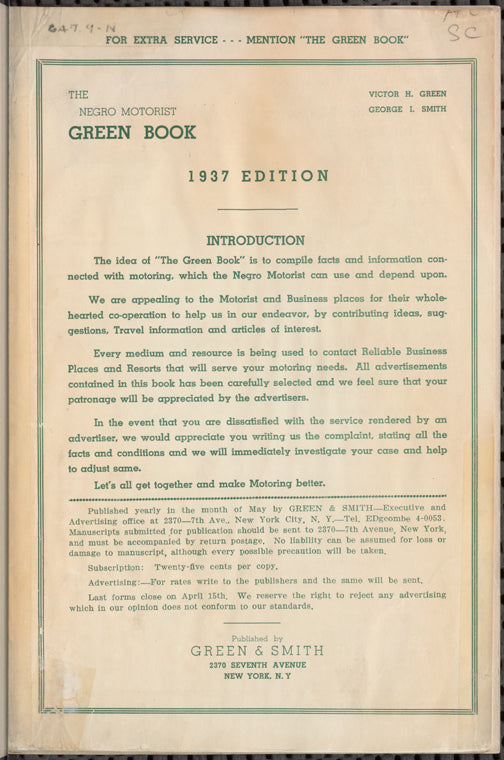 FOR EXTRA SERVICE - - - MENTION "THE GREEN BOOK"
SC
THE
NEGRO MOTORIST
GREEN BOOK
VICTOR H. GREEN
GEORGE I. SMITH
1937 EDITION
INTRODUCTION
The idea of "The Green Book" is to compile facts and information con-
nected with motoring, which the Negro Motorist can use and depend upon.
We are appealing to the Motorist and Business places for their whole-
hearted co-operation to help us in our endeavor, by contributing ideas, sug-
gestions, Travel information and articles of interest.
Every medium and resource is being used to contact Reliable Business
Places and Resorts that will serve your motoring needs. All advertisements
contained in this book has been carefully selected and we feel sure that your
patronage will be appreciated by the advertisers.
In the event that you are dissatisfied with the service rendered by an
advertiser, we would appreciate you writing us the complaint, stating all the
facts and conditions and we will immediately investigate your case and help
to adjust same.
Let's all get together and make Motoring better.
Published yearly in the month of May by GREEN & SMITH—Executive and
Advertising office at 2370—7th Ave., New York City, N. Y.—Tel. EDgecombe 4-0053.
Manuscripts submitted for publication should be sent to 2370—7th Avenue, New York,
and must be accompanied by return postage. No liability can be assumed for loss or
damage to manuscript, although every possible precaution will be taken.
Subscription: Twenty-five cents per copy.
Advertising:—For rates write to the publishers and the same will be sent.
Last forms close on April 15th. We reserve the right to reject any advertising
which in our opinion does not conform to our standards.
Published by
GREEN & SMITH
2370 SEVENTH AVENUE
NEW YORK, N. Y